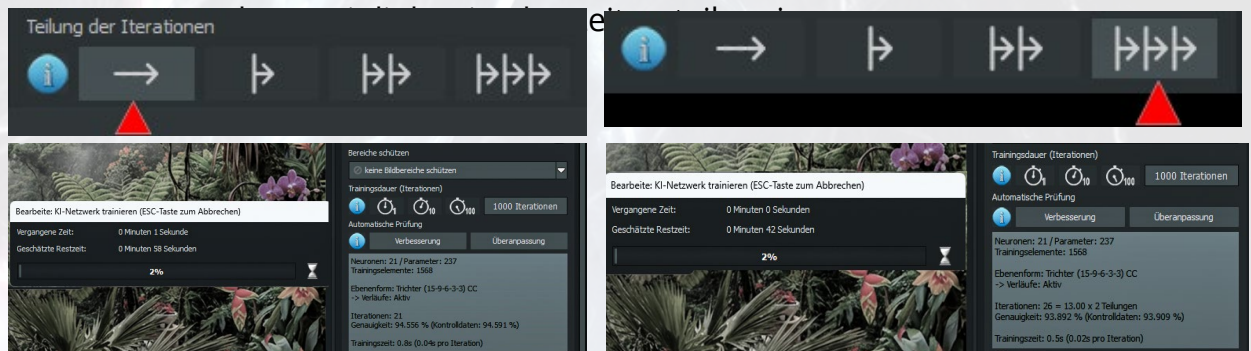 Teilung der Iterationen
Bearbeite: KI-Netzwerk trainieren (ESC-Taste zum Abbrechen)
Vergangene Zeit: 0 Minuten 1 Sekunde
Geschätzte Restzeit: 0 Minuten 58 Sekunden
2%
Bereiche schützen
keine Bildbereiche schützen
Trainingsdauer (Iterationen)
1 10 100 1000 Iterationen
Automatische Prüfung
Verbesserung Überanpassung
Neuronen: 21 / Parameter: 237
Trainingselemente: 1568
Ebenenform: Trichter (15-9-6-3-3) CC
-> Verläufe: Aktiv
Iterationen: 21
Genauigkeit: 94.556 % (Kontrolldaten: 94.591 %)
Trainingszeit: 0.8s (0.04s pro Iteration)
Bearbeite: KI-Netzwerk trainieren (ESC-Taste zum Abbrechen)
Vergangene Zeit: 0 Minuten 0 Sekunden
Geschätzte Restzeit: 0 Minuten 42 Sekunden
2%
Trainingsdauer (Iterationen)
1 10 100 1000 Iterationen
Automatische Prüfung
Verbesserung Überanpassung
Neuronen: 21 / Parameter: 237
Trainingselemente: 1568
Ebenenform: Trichter (15-9-6-3-3) CC
-> Verläufe: Aktiv
Iterationen: 26 = 13.00 x 2 Teilungen
Genauigkeit: 93.892 % (Kontrolldaten: 93.909 %)
Trainingszeit: 0.5s (0.02s pro Iteration)